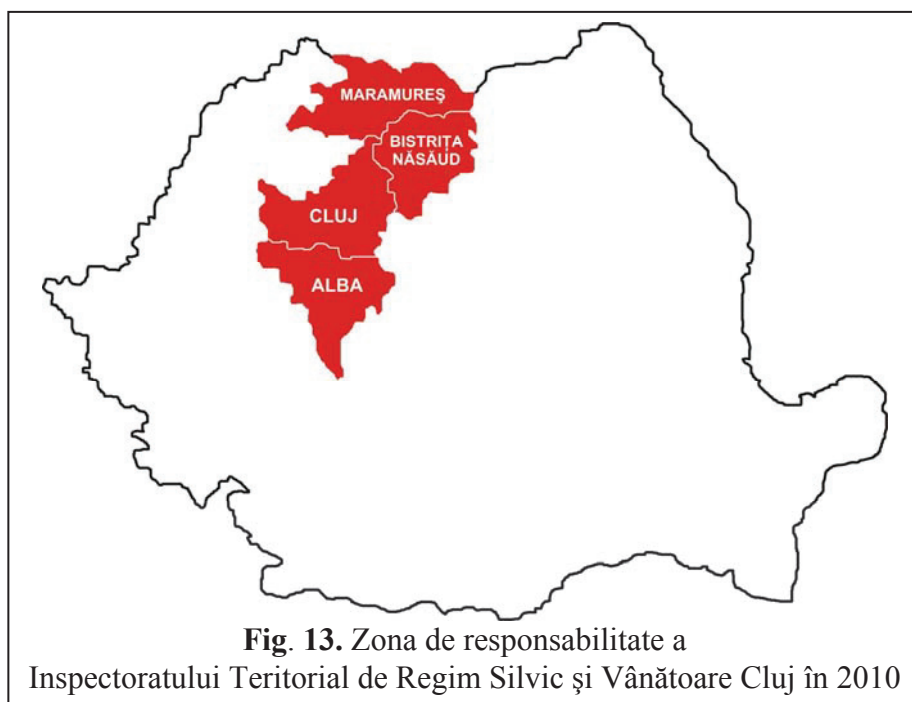 MARAMUREŞ
BISTRIȚA
NĂSĂUD
CLUJ
ALBA
Fig. 13. Zona de responsabilitate a
Inspectoratului Teritorial de Regim Silvic şi Vânătoare Cluj în 2010